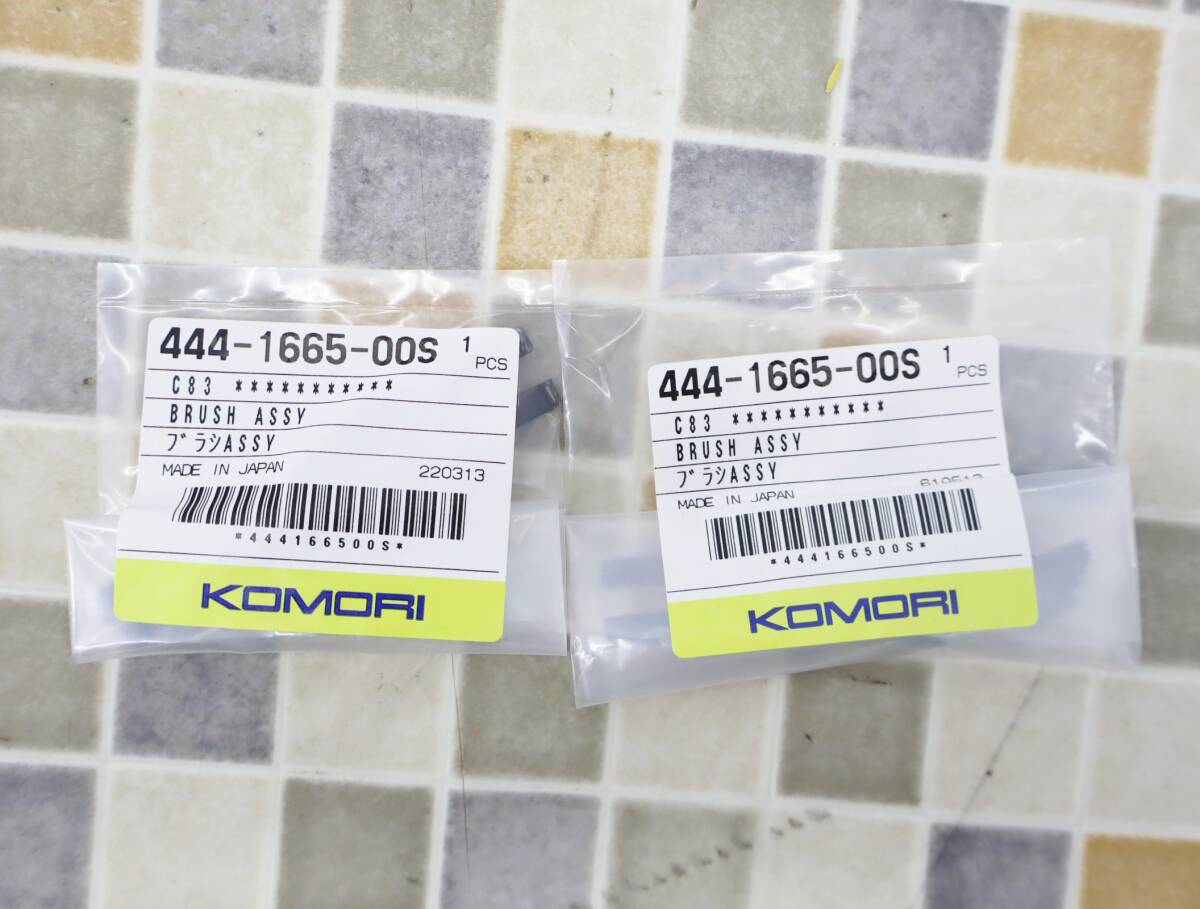 444-1665-00S 1 PCS
C83 ***********
BRUSH ASSY
ブラシASSY
MADE IN JAPAN 220313
*444166500S*
KOMORI
444-1665-00S 1 PCS
C83 ***********
BRUSH ASSY
ブラシASSY
MADE IN JAPAN
*444166500S*
KOMORI